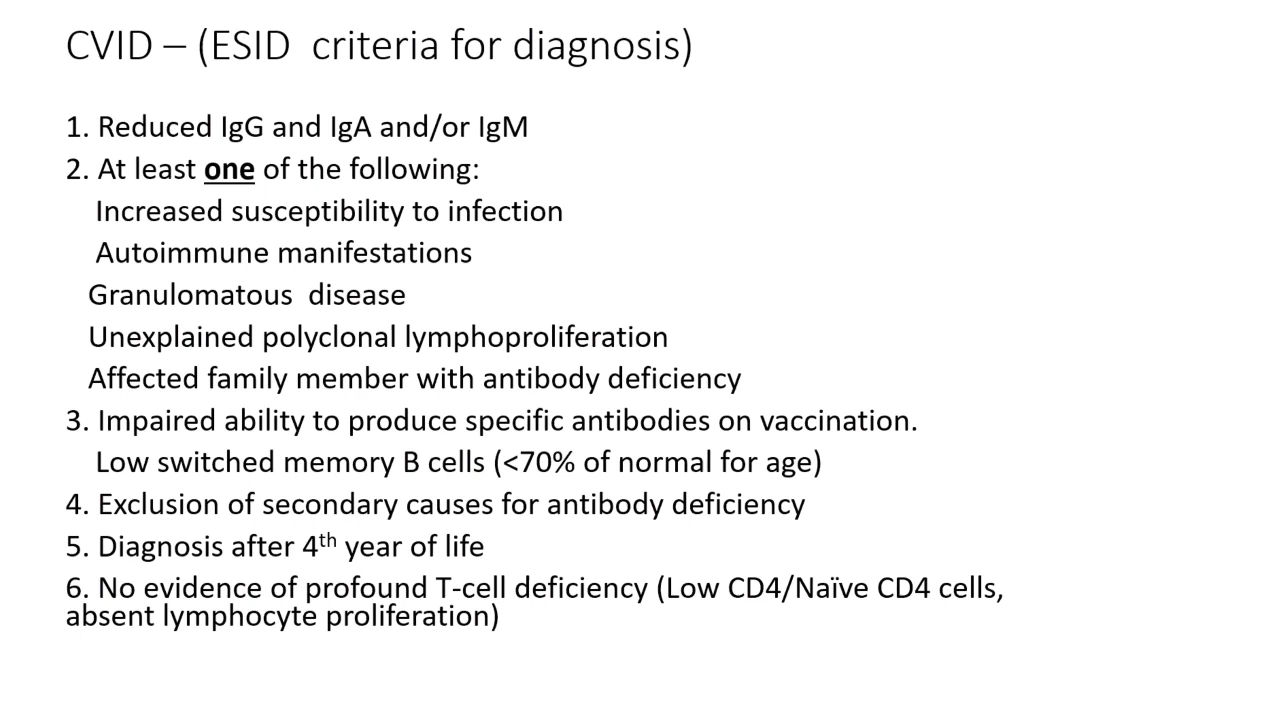 CVID – (ESID  criteria for diagnosis)
1. Reduced IgG and IgA and/or IgM
2. At least one of the following:
Increased susceptibility to infection
Autoimmune manifestations
Granulomatous  disease
Unexplained polyclonal lymphoproliferation
Affected family member with antibody deficiency
3. Impaired ability to produce specific antibodies on vaccination.
Low switched memory B cells (<70% of normal for age)
4. Exclusion of secondary causes for antibody deficiency
5. Diagnosis after 4th year of life
6. No evidence of profound T-cell deficiency (Low CD4/Naïve CD4 cells,
absent lymphocyte proliferation)